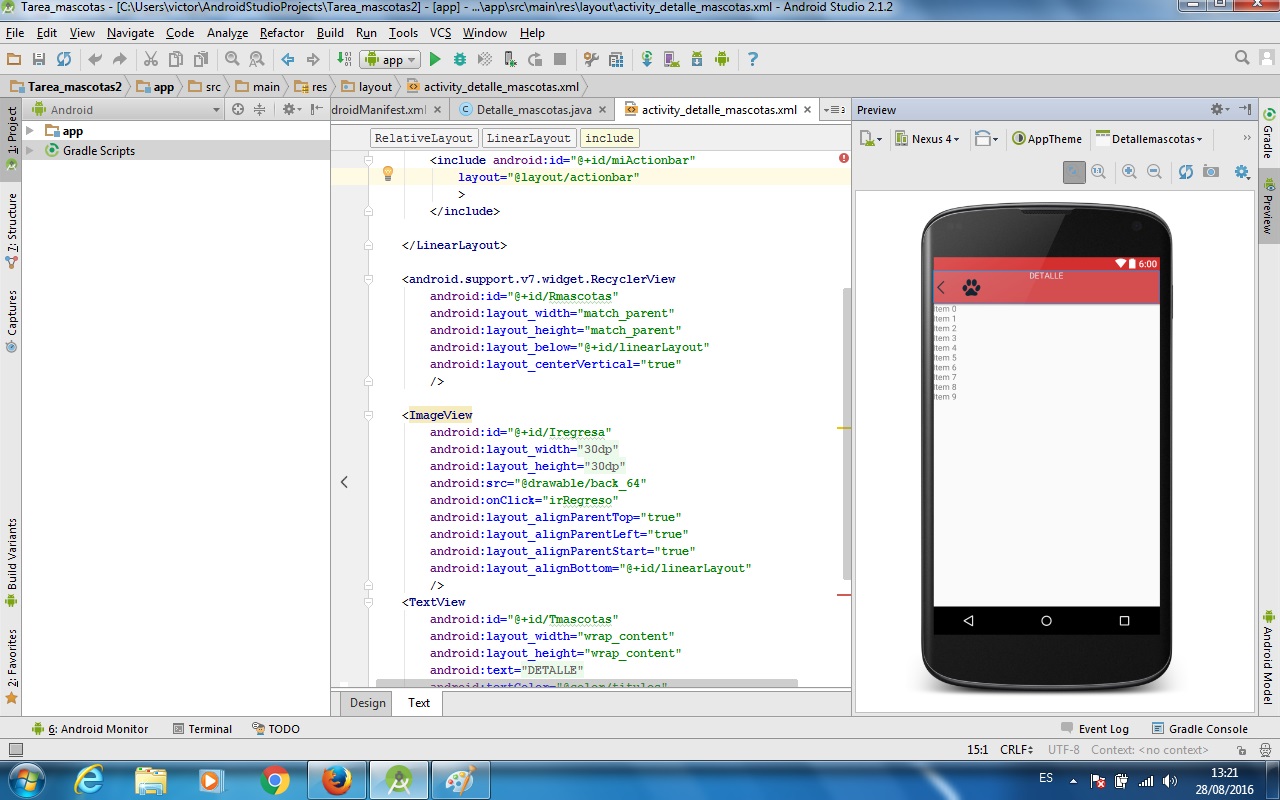 Tarea_mascotas - [C:\Users\victor\AndroidStudioProjects\Tarea_mascotas2] - [app] - ...\app\src\main\res\layout\activity_detalle_mascotas.xml - Android Studio 2.1.2
File Edit View Navigate Code Analyze Refactor Build Run Tools VCS Window Help
app
Tarea_mascotas2 app src main res layout activity_detalle_mascotas.xml
Android
droidManifest.xml Detalle_mascotas.java activity_detalle_mascotas.xml
Preview
1: Project
7: Structure
Captures
Build Variants
2: Favorites
app
Gradle Scripts
RelativeLayout LinearLayout include
<include android:id="@+id/miActionbar"
layout="@layout/actionbar"
>
</include>
</LinearLayout>
<android.support.v7.widget.RecyclerView
android:id="@+id/Rmascotas"
android:layout_width="match_parent"
android:layout_height="match_parent"
android:layout_below="@+id/linearLayout"
android:layout_centerVertical="true"
/>
<ImageView
android:id="@+id/Iregresa"
android:layout_width="30dp"
android:layout_height="30dp"
android:src="@drawable/back_64"
android:onClick="irRegreso"
android:layout_alignParentTop="true"
android:layout_alignParentLeft="true"
android:layout_alignParentStart="true"
android:layout_alignBottom="@+id/linearLayout"
/>
<TextView
android:id="@+id/Tmascotas"
android:layout_width="wrap_content"
android:layout_height="wrap_content"
android:text="DETALLE"
android:textColor="@color/titulos"
Design Text
Nexus 4 AppTheme Detallemascotas
1:1
6:00
DETALLE
Item 0
Item 1
Item 2
Item 3
Item 4
Item 5
Item 6
Item 7
Item 8
Item 9
Gradle
Preview
Android Model
6: Android Monitor Terminal TODO Event Log Gradle Console
15:1 CRLF UTF-8 Context: <no context>
ES 13:21
28/08/2016